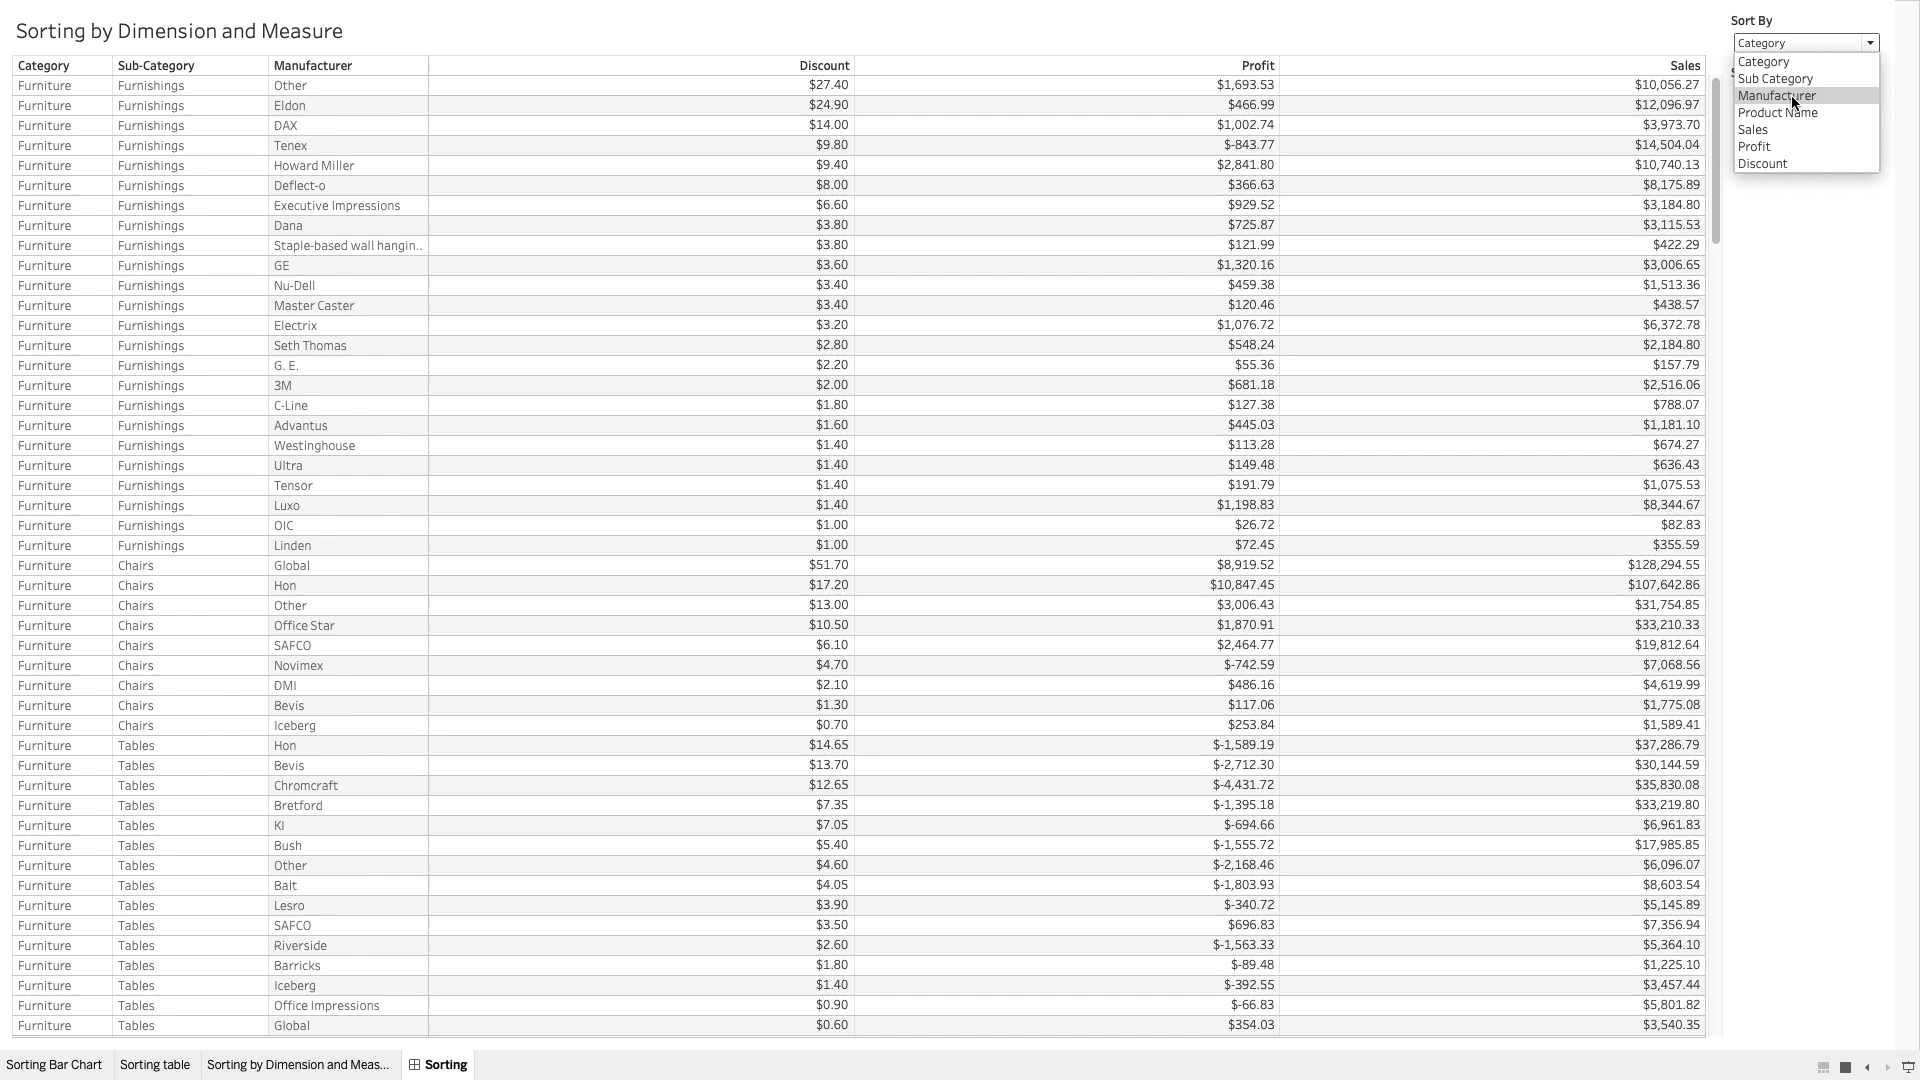 Sorting by Dimension and Measure
Sort By
Category
Category
Sub Category
Manufacturer
Product Name
Sales
Profit
Discount
Category Sub-Category Manufacturer Discount Profit Sales
Furniture Furnishings Other $27.40 $1,693.53 $10,056.27
Furniture Furnishings Eldon $24.90 $466.99 $12,096.97
Furniture Furnishings DAX $14.00 $1,002.74 $3,973.70
Furniture Furnishings Tenex $9.80 $-843.77 $14,504.04
Furniture Furnishings Howard Miller $9.40 $2,841.80 $10,740.13
Furniture Furnishings Deflect-o $8.00 $366.63 $8,175.89
Furniture Furnishings Executive Impressions $6.60 $929.52 $3,184.80
Furniture Furnishings Dana $3.80 $725.87 $3,115.53
Furniture Furnishings Staple-based wall hangin.. $3.80 $121.99 $422.29
Furniture Furnishings GE $3.60 $1,320.16 $3,006.65
Furniture Furnishings Nu-Dell $3.40 $459.38 $1,513.36
Furniture Furnishings Master Caster $3.40 $120.46 $438.57
Furniture Furnishings Electrix $3.20 $1,076.72 $6,372.78
Furniture Furnishings Seth Thomas $2.80 $548.24 $2,184.80
Furniture Furnishings G. E. $2.20 $55.36 $157.79
Furniture Furnishings 3M $2.00 $681.18 $2,516.06
Furniture Furnishings C-Line $1.80 $127.38 $788.07
Furniture Furnishings Advantus $1.60 $445.03 $1,181.10
Furniture Furnishings Westinghouse $1.40 $113.28 $674.27
Furniture Furnishings Ultra $1.40 $149.48 $636.43
Furniture Furnishings Tensor $1.40 $191.79 $1,075.53
Furniture Furnishings Luxo $1.40 $1,198.83 $8,344.67
Furniture Furnishings OIC $1.00 $26.72 $82.83
Furniture Furnishings Linden $1.00 $72.45 $355.59
Furniture Chairs Global $51.70 $8,919.52 $128,294.55
Furniture Chairs Hon $17.20 $10,847.45 $107,642.86
Furniture Chairs Other $13.00 $3,006.43 $31,754.85
Furniture Chairs Office Star $10.50 $1,870.91 $33,210.33
Furniture Chairs SAFCO $6.10 $2,464.77 $19,812.64
Furniture Chairs Novimex $4.70 $-742.59 $7,068.56
Furniture Chairs DMI $2.10 $486.16 $4,619.99
Furniture Chairs Bevis $1.30 $117.06 $1,775.08
Furniture Chairs Iceberg $0.70 $253.84 $1,589.41
Furniture Tables Hon $14.65 $-1,589.19 $37,286.79
Furniture Tables Bevis $13.70 $-2,712.30 $30,144.59
Furniture Tables Chromcraft $12.65 $-4,431.72 $35,830.08
Furniture Tables Bretford $7.35 $-1,395.18 $33,219.80
Furniture Tables KI $7.05 $-694.66 $6,961.83
Furniture Tables Bush $5.40 $-1,555.72 $17,985.85
Furniture Tables Other $4.60 $-2,168.46 $6,096.07
Furniture Tables Balt $4.05 $-1,803.93 $8,603.54
Furniture Tables Lesro $3.90 $-340.72 $5,145.89
Furniture Tables SAFCO $3.50 $696.83 $7,356.94
Furniture Tables Riverside $2.60 $-1,563.33 $5,364.10
Furniture Tables Barricks $1.80 $-89.48 $1,225.10
Furniture Tables Iceberg $1.40 $-392.55 $3,457.44
Furniture Tables Office Impressions $0.90 $-66.83 $5,801.82
Furniture Tables Global $0.60 $354.03 $3,540.35
Sorting Bar Chart Sorting table Sorting by Dimension and Meas... Sorting